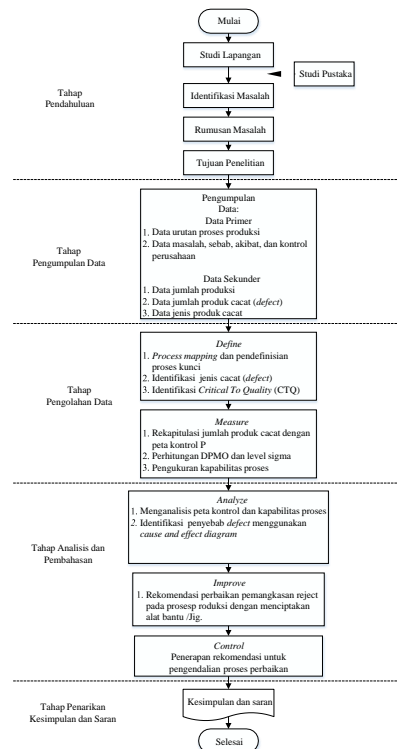 Mulai
Studi Lapangan
Studi Pustaka
Identifikasi Masalah
Rumusan Masalah
Tujuan Penelitian
Tahap
Pendahuluan
Pengumpulan
Data:
Data Primer
1. Data urutan proses produksi
2. Data masalah, sebab, akibat, dan kontrol
perusahaan
Data Sekunder
1. Data jumlah produksi
2. Data jumlah produk cacat (defect)
3. Data jenis produk cacat
Tahap
Pengumpulan Data
Define
1. Process mapping dan pendefinisian
proses kunci
2. Identifikasi jenis cacat (defect)
3. Identifikasi Critical To Quality (CTQ)
Tahap
Pengolahan Data
Measure
1. Rekapitulasi jumlah produk cacat dengan
peta kontrol P
2. Perhitungan DPMO dan level sigma
3. Pengukuran kapabilitas proses
Analyze
1. Menganalisis peta kontrol dan kapabilitas proses
2. Identifikasi penyebab defect menggunakan
cause and effect diagram
Tahap Analisis dan
Pembahasan
Improve
1. Rekomendasi perbaikan pemangkasan reject
pada prosesp roduksi dengan menciptakan
alat bantu /Jig.
Control
Penerapan rekomendasi untuk
pengendalian proses perbaikan
Tahap Penarikan
Kesimpulan dan Saran
Kesimpulan dan saran
Selesai